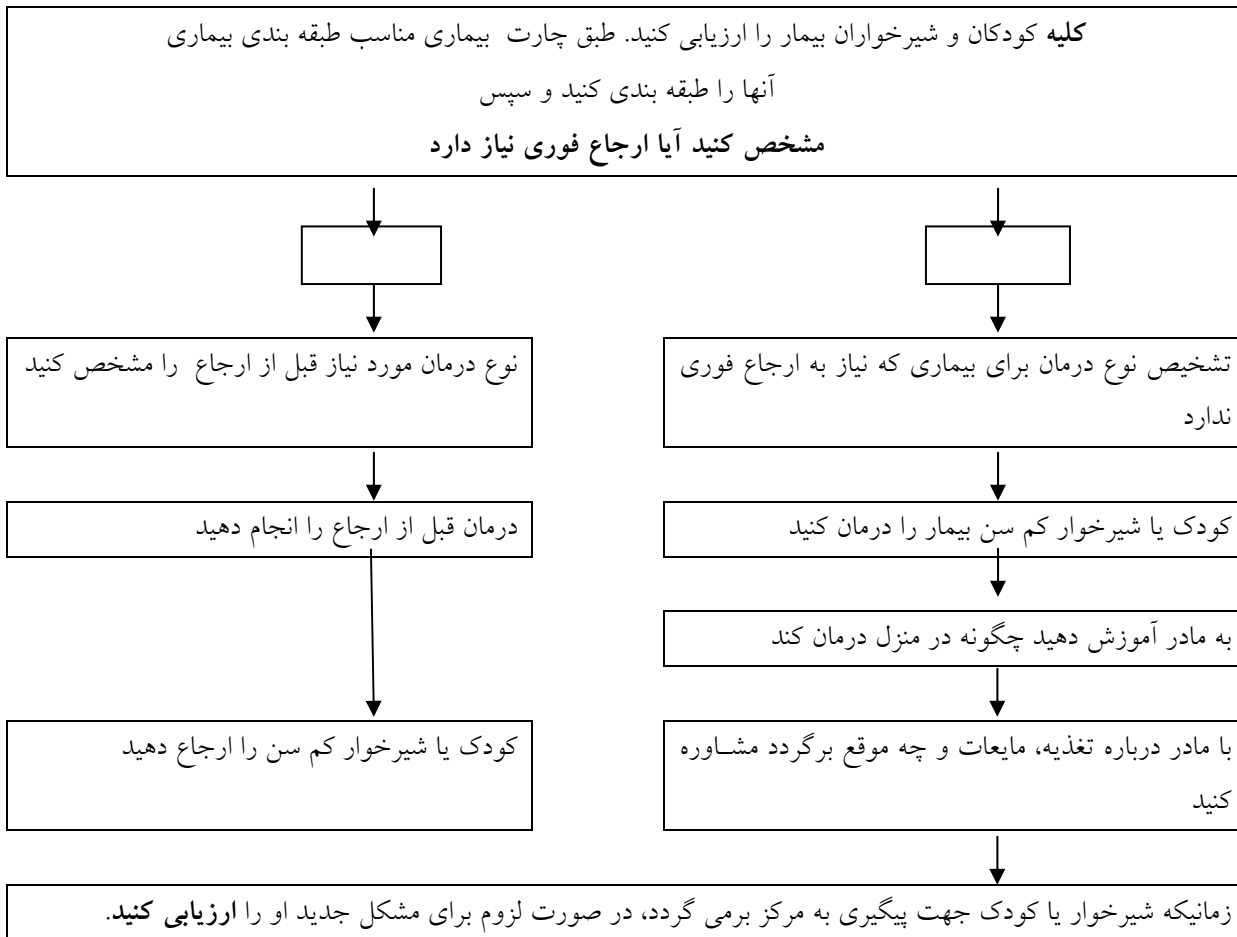 کلیه کودکان و شیرخواران بیمار را ارزیابی کنید. طبق چارت بیماری مناسب طبقه بندی بیماری
آنها را طبقه بندی کنید و سپس
مشخص کنید آیا ارجاع فوری نیاز دارد
تشخیص نوع درمان برای بیماری که نیاز به ارجاع فوری
ندارد
نوع درمان مورد نیاز قبل از ارجاع را مشخص کنید
کودک یا شیرخوار کم سن بیمار را درمان کنید
درمان قبل از ارجاع را انجام دهید
به مادر آموزش دهید چگونه در منزل درمان کند
با مادر درباره تغذیه، مایعات و چه موقع برگردد مشــاوره
کنید
کودک یا شیرخوار کم سن را ارجاع دهید
زمانیکه شیرخوار یا کودک جهت پیگیری به مرکز برمی گردد، در صورت لزوم برای مشکل جدید او را ارزیابی کنید.